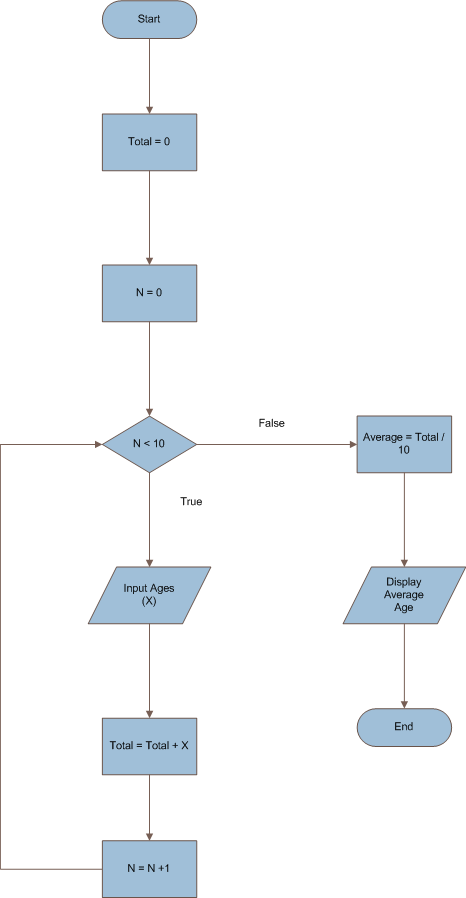 Start
Total = 0
N = 0
N < 10
False
Average = Total /
10
True
Input Ages
(X)
Display
Average
Age
Total = Total + X
End
N = N +1